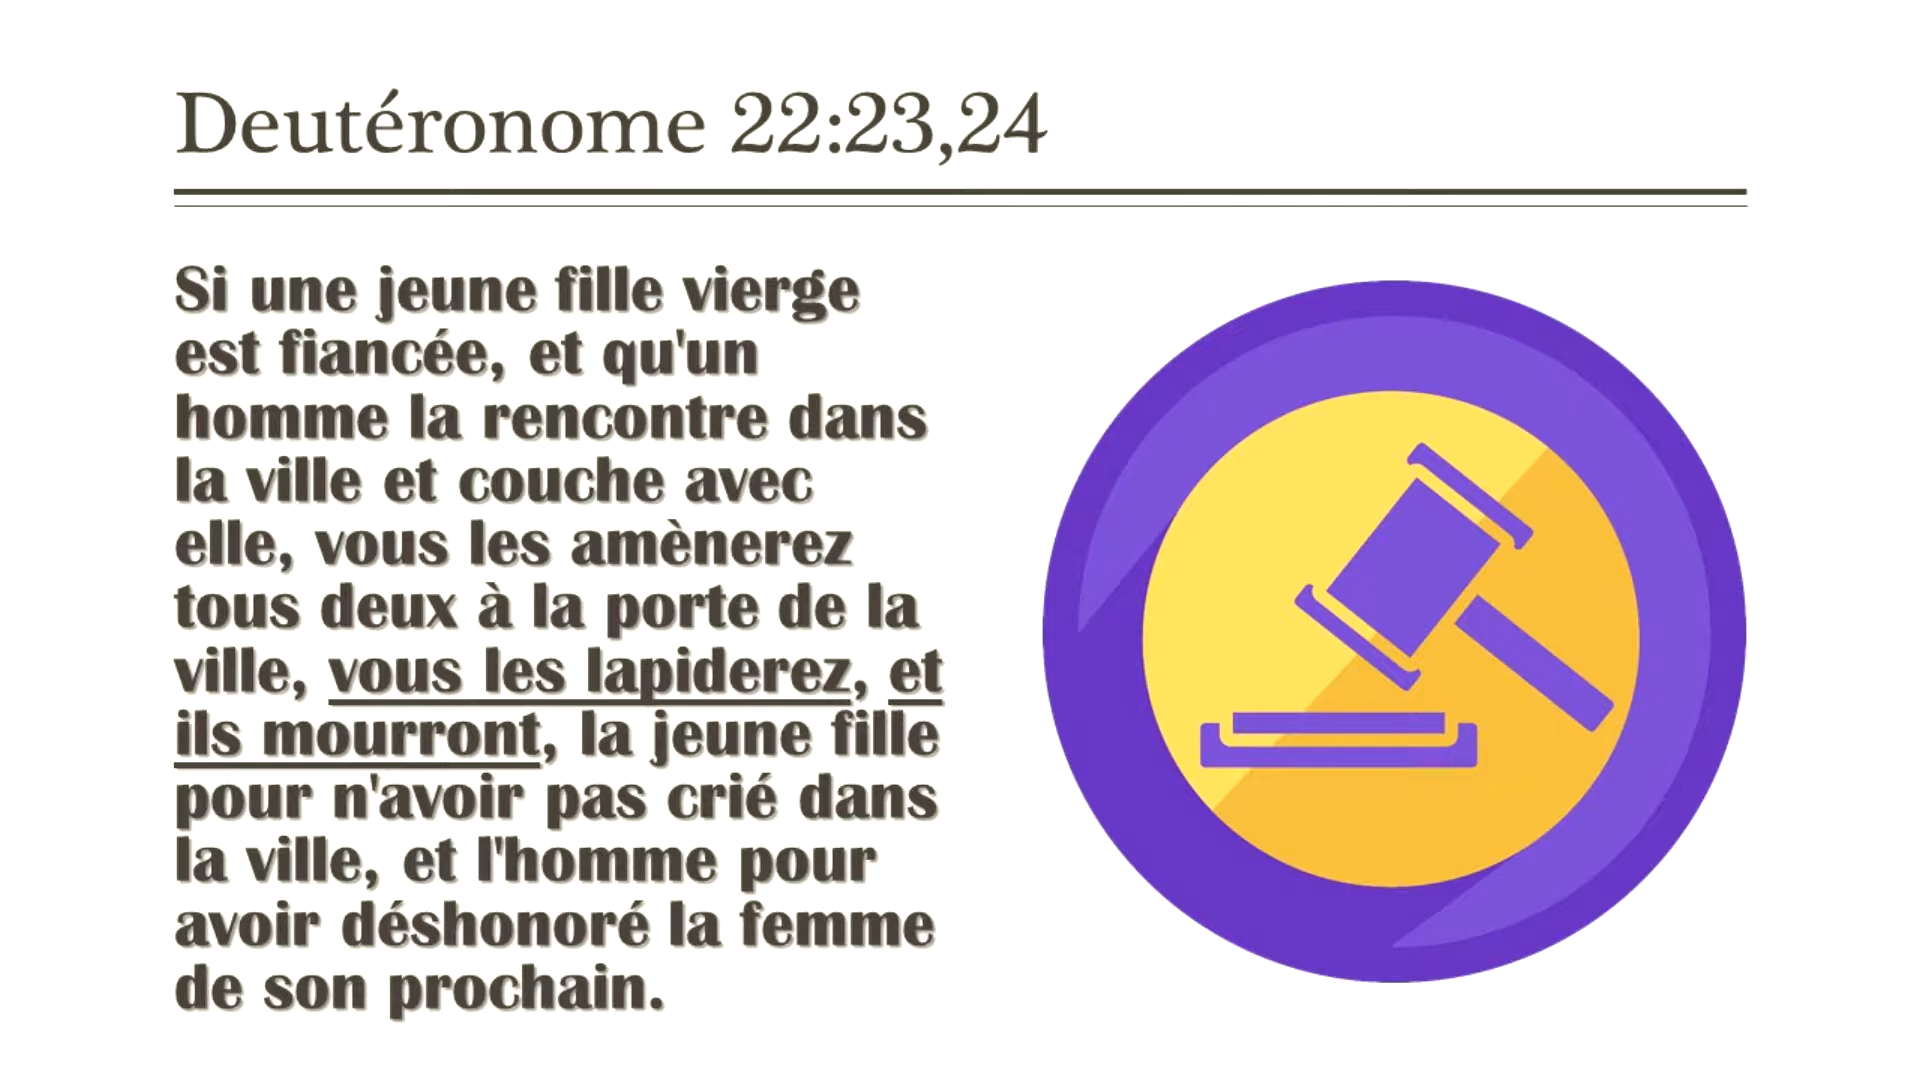 Deutéronome 22:23,24
Si une jeune fille vierge
est fiancée, et qu'un
homme la rencontre dans
la ville et couche avec
elle, vous les amènerez
tous deux à la porte de la
ville, vous les lapiderez, et
ils mourront, la jeune fille
pour n'avoir pas crié dans
la ville, et l'homme pour
avoir déshonoré la femme
de son prochain.